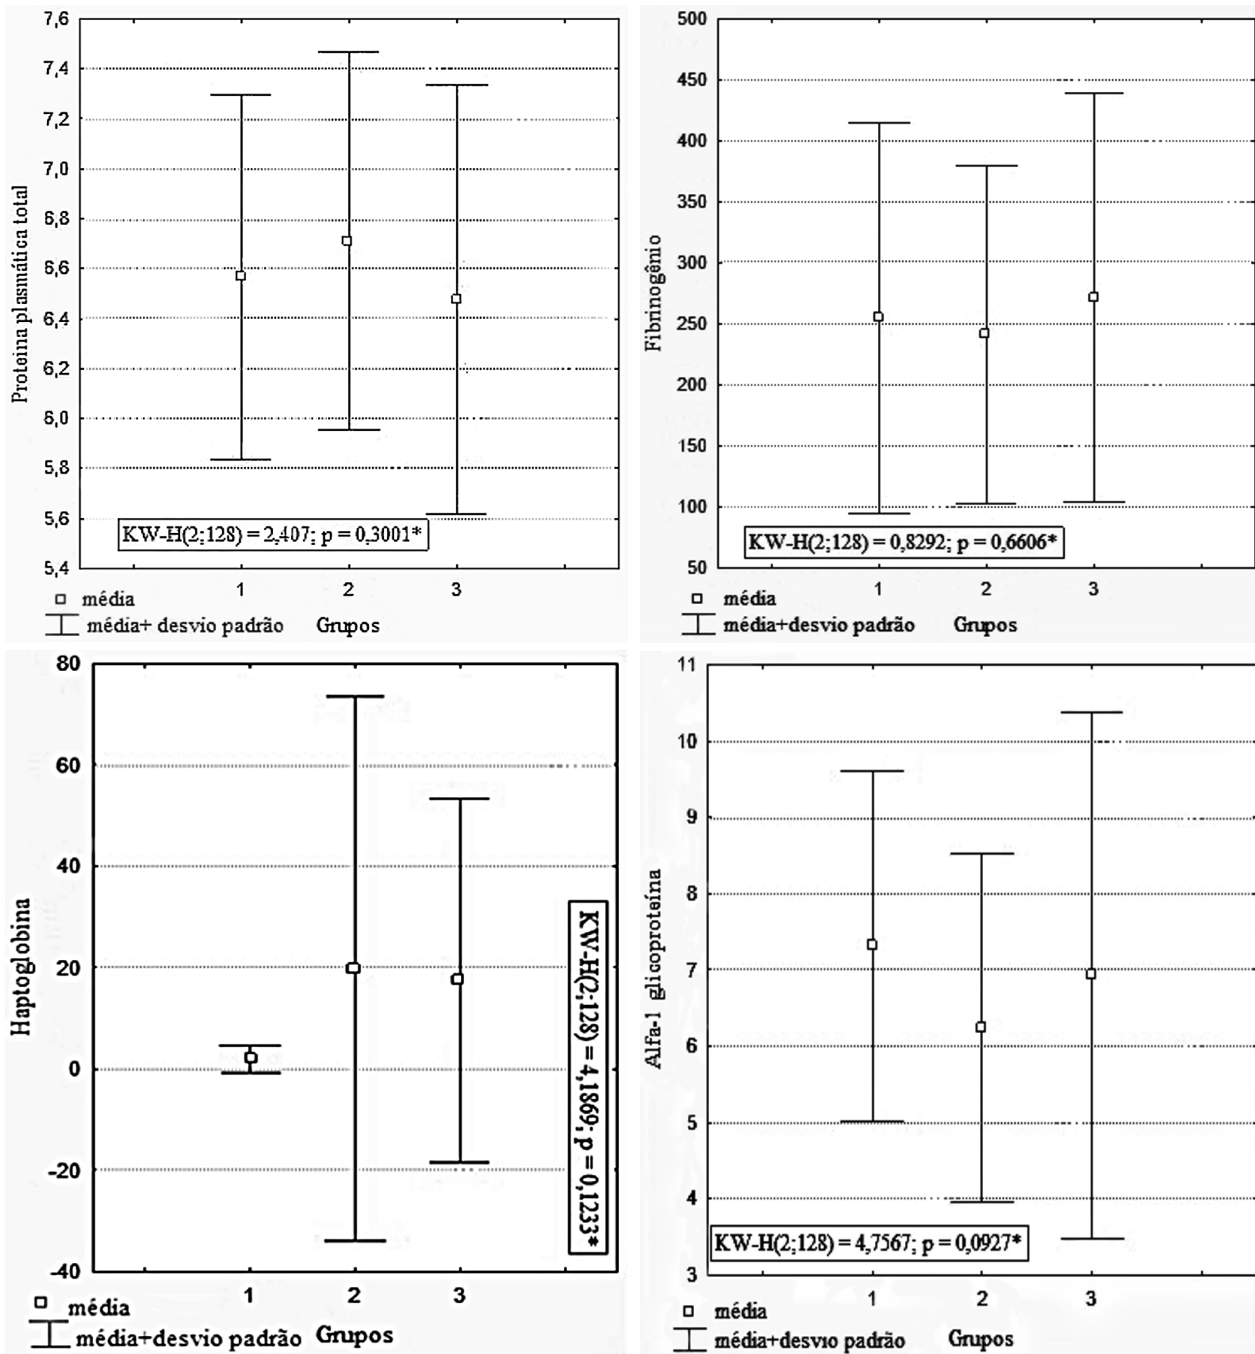 Proteína plasmática total
7,6
7,4
7,2
7,0
6,8
6,6
6,4
6,2
6,0
5,8
5,6
5,4
KW-H(2;128) = 2,407; p = 0,3001*
1 2 3
média
média+ desvio padrão Grupos
Fibrinogênio
500
450
400
350
300
250
200
150
100
50
KW-H(2;128) = 0,8292; p = 0,6606*
1 2 3
média
média+desvio padrão Grupos
Haptoglobina
80
60
40
20
0
-20
-40
KW-H(2;128) = 4,1869; p = 0,1233*
1 2 3
média
média+desvio padrão Grupos
Alfa-1 glicoproteína
11
10
9
8
7
6
5
4
3
KW-H(2;128) = 4,7567; p = 0,0927*
1 2 3
média
média+desvio padrão Grupos